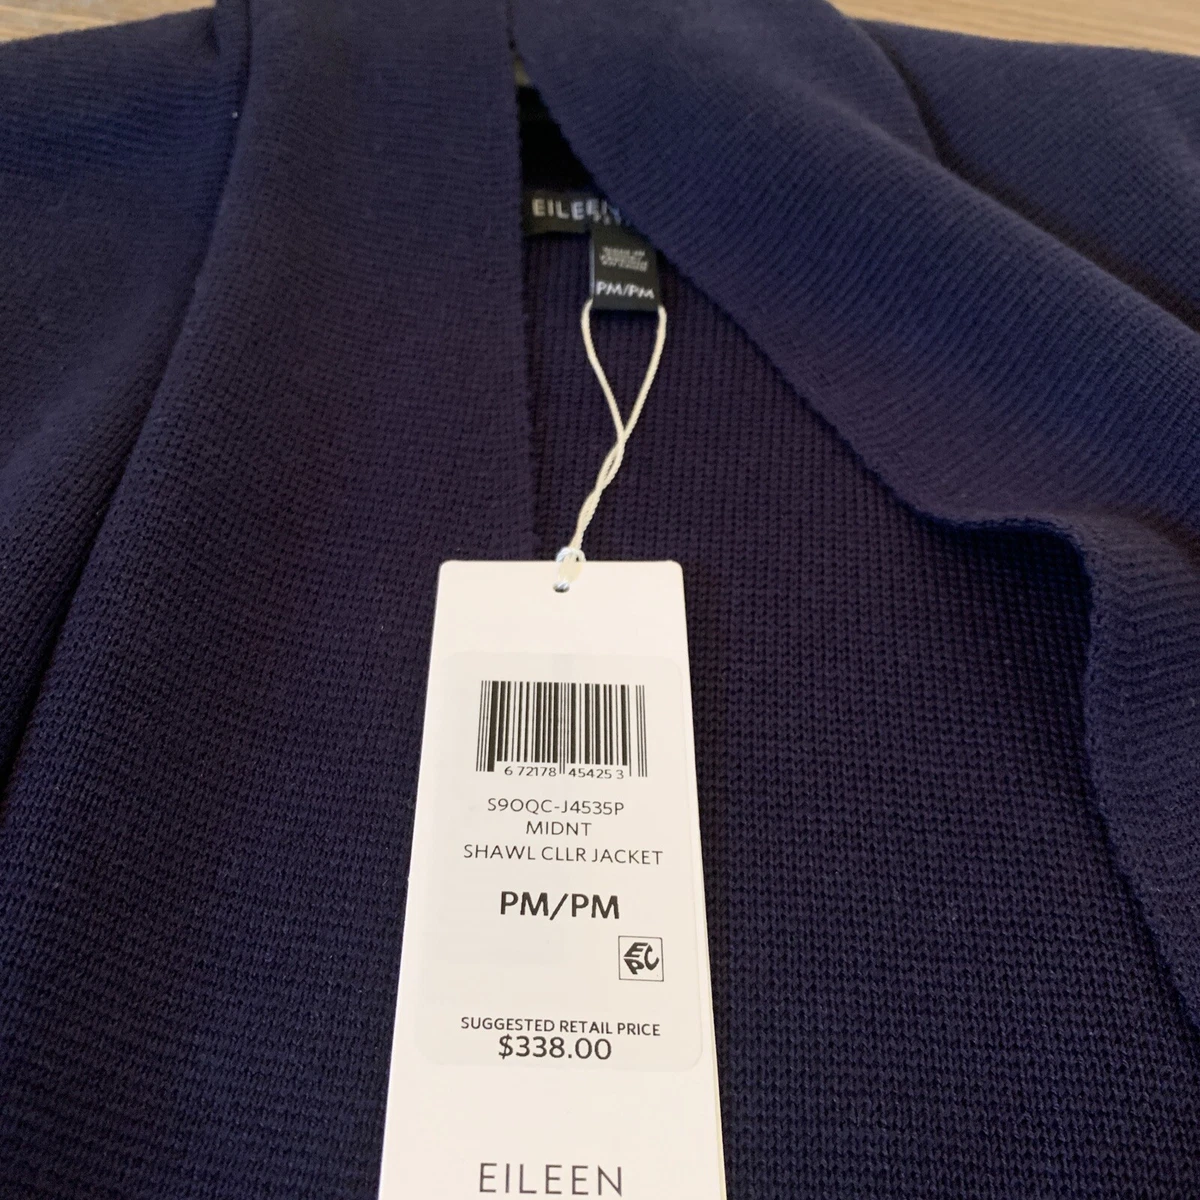 EILEEN
PM/PM
6 72178 45425 3
S9OQC-J4535P
MIDNT
SHAWL CLLR JACKET
PM/PM
EPC
SUGGESTED RETAIL PRICE
$338.00
EILEEN